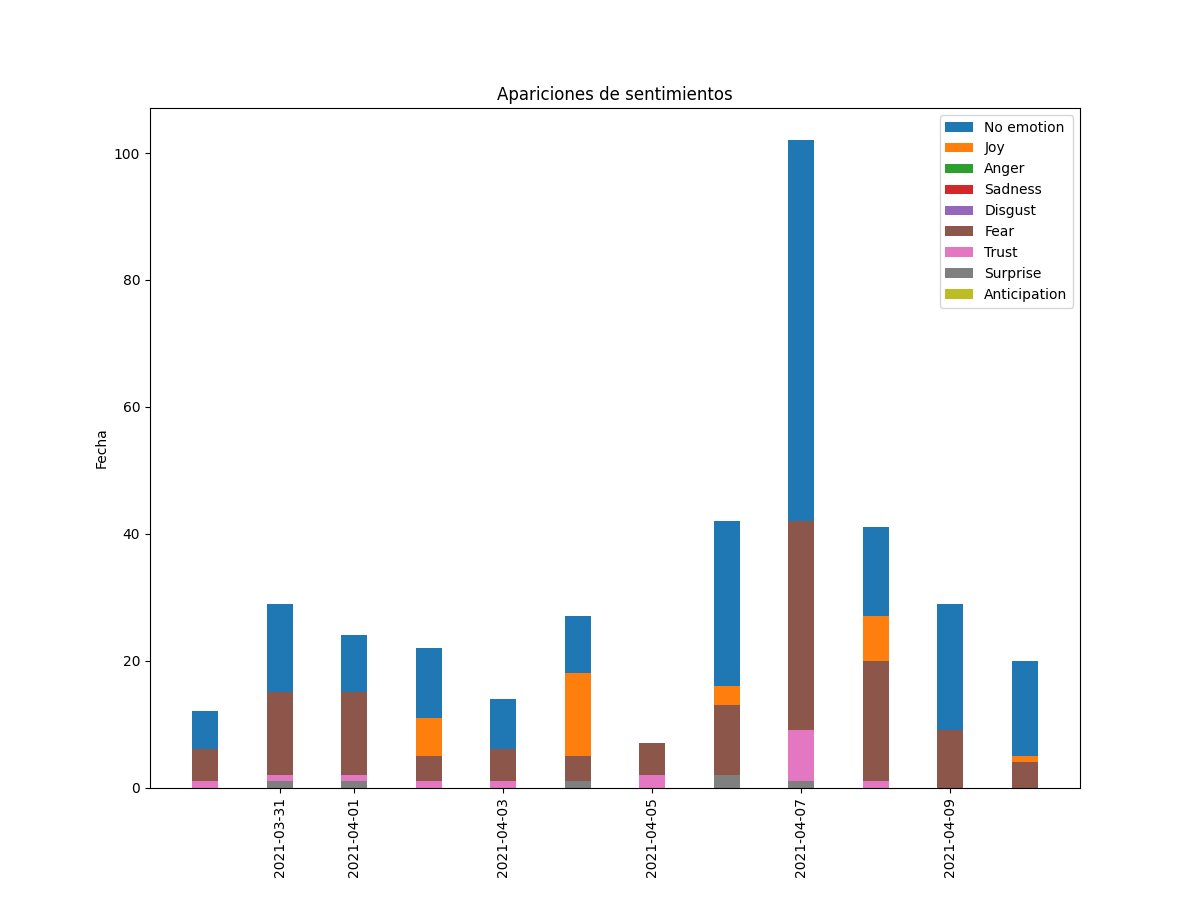 Apariciones de sentimientos
No emotion
Joy
Anger
Sadness
Disgust
Fear
Trust
Surprise
Anticipation
100
80
60
40
20
0
Fecha
2021-03-31
2021-04-01
2021-04-03
2021-04-05
2021-04-07
2021-04-09